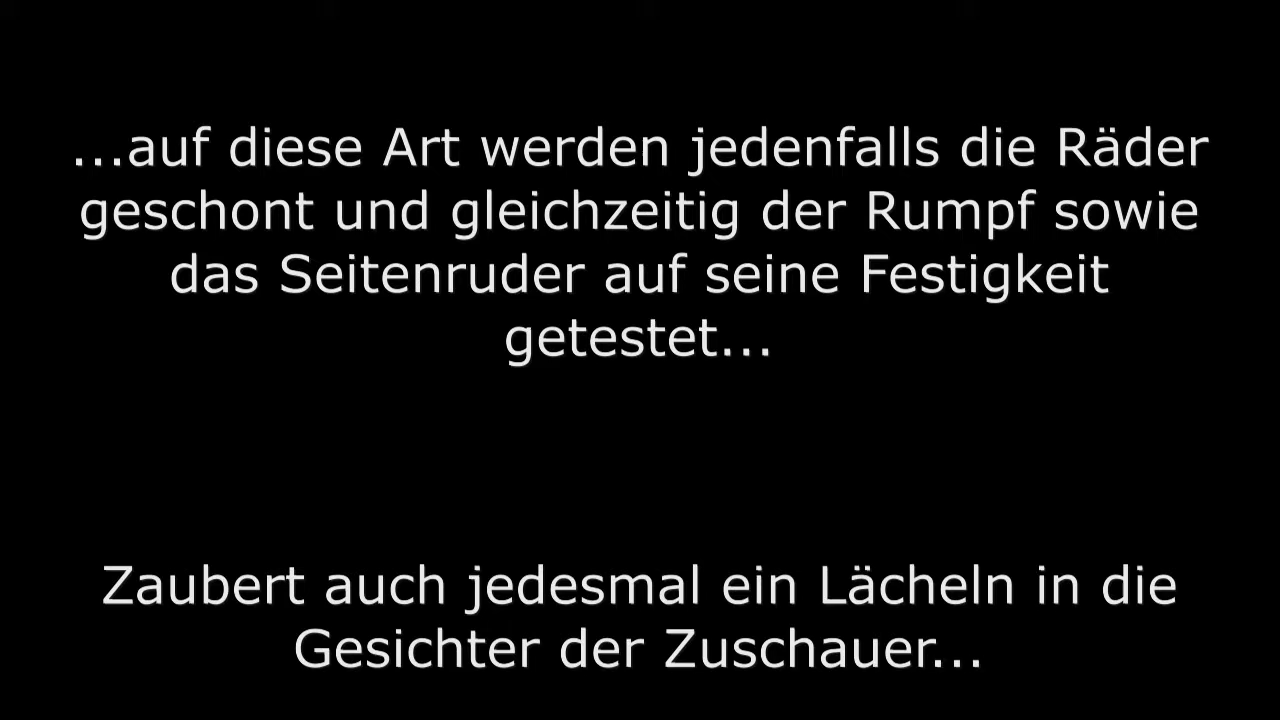 ...auf diese Art werden jedenfalls die Räder
geschont und gleichzeitig der Rumpf sowie
das Seitenruder auf seine Festigkeit
getestet...
Zaubert auch jedesmal ein Lächeln in die
Gesichter der Zuschauer...